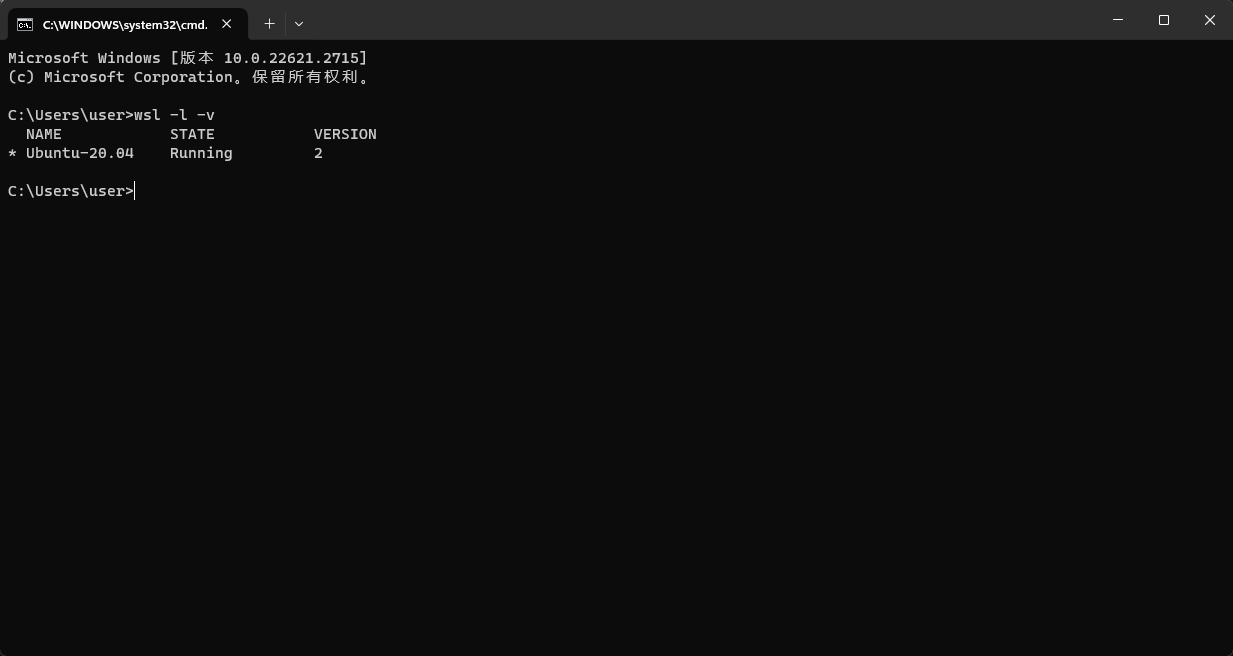 C:\WINDOWS\system32\cmd.
Microsoft Windows [版本 10.0.22621.2715]
(c) Microsoft Corporation。保留所有权利。
C:\Users\user>wsl -l -v
NAME STATE VERSION
* Ubuntu-20.04 Running 2
C:\Users\user>